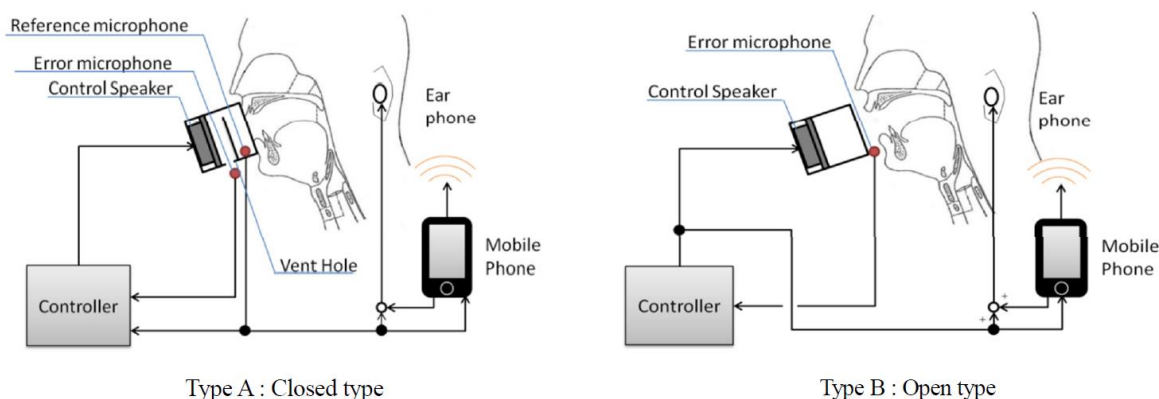 Reference microphone
Error microphone
Control Speaker
Ear
phone
Mobile
Phone
Vent Hole
Controller
Type A : Closed type
Error microphone
Control Speaker
Ear
phone
Mobile
Phone
Controller
+
+
Type B : Open type